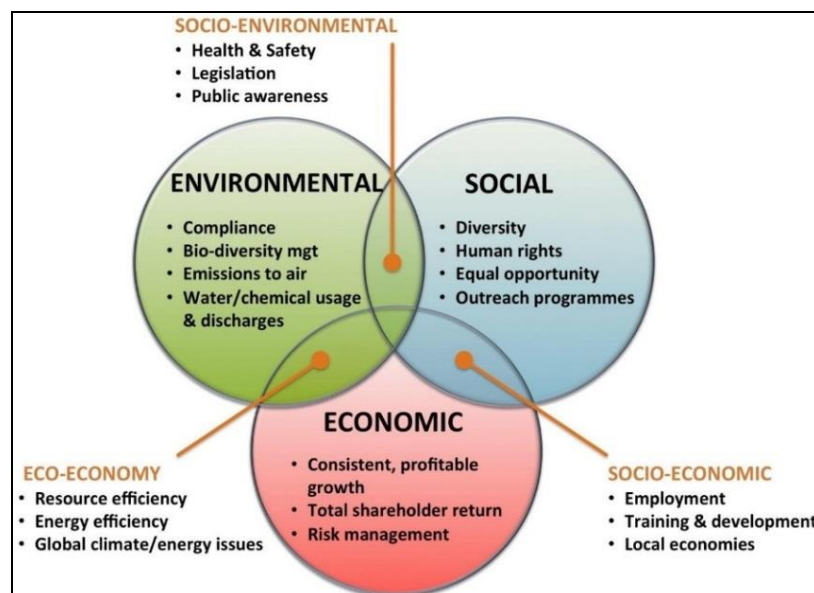 SOCIO-ENVIRONMENTAL
• Health & Safety
• Legislation
• Public awareness
ENVIRONMENTAL
• Compliance
• Bio-diversity mgt
• Emissions to air
• Water/chemical usage
& discharges
SOCIAL
• Diversity
• Human rights
• Equal opportunity
• Outreach programmes
ECONOMIC
• Consistent, profitable
growth
• Total shareholder return
• Risk management
ECO-ECONOMY
• Resource efficiency
• Energy efficiency
• Global climate/energy issues
SOCIO-ECONOMIC
• Employment
• Training & development
• Local economies